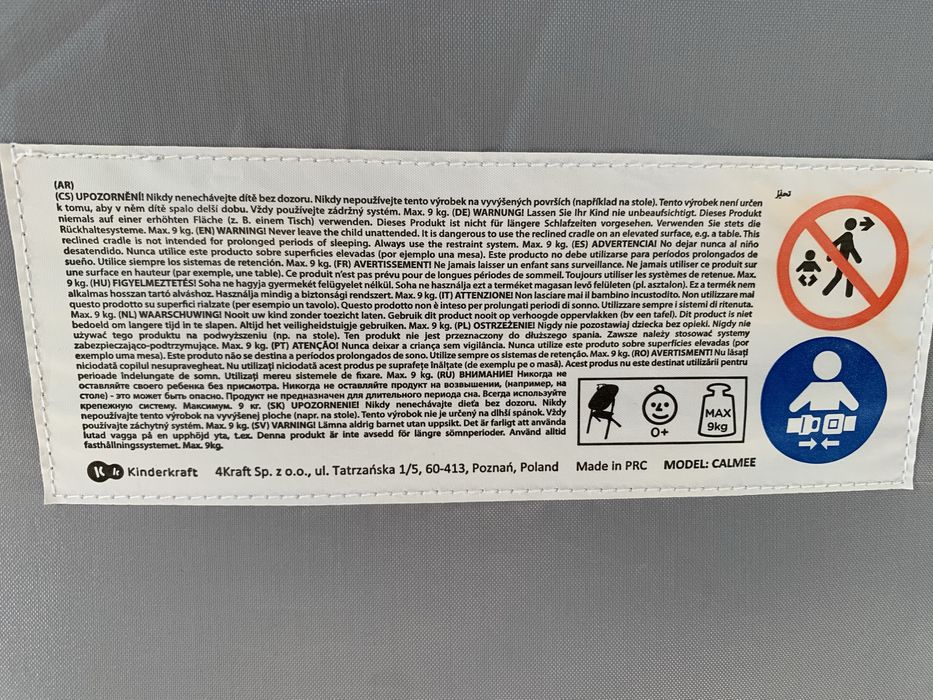 (AR) تحذير
(CS) UPOZORNĚNÍ! Nikdy nenechávejte dítě bez dozoru. Nikdy nepoužívejte tento výrobek na vyvýšených površích (například na stole). Tento výrobek není určen
k tomu, aby v něm dítě spalo delší dobu. Vždy používejte zádržný systém. Max. 9 kg. (DE) WARNUNG! Lassen Sie Ihr Kind nie unbeaufsichtigt. Dieses Produkt
niemals auf einer erhöhten Fläche (z. B. einem Tisch) verwenden. Dieses Produkt ist nicht für längere Schlafzeiten vorgesehen. Verwenden Sie stets die
Rückhaltesysteme. Max. 9 kg. (EN) WARNING! Never leave the child unattended. It is dangerous to use the reclined cradle on an elevated surface, e.g. a table. This
reclined cradle is not intended for prolonged periods of sleeping. Always use the restraint system. Max. 9 kg. (ES) ADVERTENCIA! No dejar nunca al niño
desatendido. Nunca utilice este producto sobre superficies elevadas (por ejemplo una mesa). Este producto no debe utilizarse para períodos prolongados de
sueño. Utilice siempre los sistemas de retención. Max. 9 kg. (FR) AVERTISSEMENT! Ne jamais laisser un enfant sans surveillance. Ne jamais utiliser ce produit sur
une surface en hauteur (par exemple, une table). Ce produit n'est pas prévu pour de longues périodes de sommeil. Toujours utiliser les systèmes de retenue. Max.
9 kg. (HU) FIGYELMEZTETÉS! Soha ne hagyja gyermekét felügyelet nélkül. Soha ne használja ezt a terméket magasan levő felületen (pl. asztalon). Ez a termék nem
alkalmas hosszan tartó alváshoz. Használja mindig a biztonsági rendszert. Max. 9 kg. (IT) ATTENZIONE! Non lasciare mai il bambino incustodito. Non utilizzare mai
questo prodotto su superfici rialzate (per esempio un tavolo). Questo prodotto non è inteso per prolungati periodi di sonno. Utilizzare sempre i sistemi di ritenuta.
Max. 9 kg. (NL) WAARSCHUWING! Nooit uw kind zonder toezicht laten. Gebruik dit product nooit op verhoogde oppervlakken (bv een tafel). Dit product is niet
bedoeld om langere tijd in te slapen. Altijd het veiligheidstuigje gebruiken. Max. 9 kg. (PL) OSTRZEŻENIE! Nigdy nie pozostawiaj dziecka bez opieki. Nigdy nie
używać tego produktu na podwyższeniu (np. na stole). Ten produkt nie jest przeznaczony do dłuższego spania. Zawsze należy stosować systemy
zabezpieczająco-podtrzymujące. Max. 9 kg. (PT) ATENÇÃO! Nunca deixar a criança sem vigilância. Nunca utilize este produto sobre superfícies elevadas (por
exemplo uma mesa). Este produto não se destina a períodos prolongados de sono. Utilize sempre os sistemas de retenção. Max. 9 kg. (RO) AVERTISMENT! Nu lăsați
niciodată copilul nesupravegheat. Nu utilizați niciodată acest produs pe suprafețe înălțate (de exemplu pe o masă). Acest produs nu este destinat utilizării pentru
perioade îndelungate de somn. Utilizați mereu sistemele de fixare. Max. 9 kg. (RU) ВНИМАНИЕ! Никогда не
оставляйте своего ребенка без присмотра. Никогда не оставляйте продукт на возвышении, (например, на
столе) - это может быть опасно. Продукт не предназначен для длительного периода сна. Всегда используйте
крепежную систему. Максимум. 9 кг. (SK) UPOZORNENIE! Nikdy nenechávejte dieťa bez dozoru. Nikdy
nepoužívejte tento výrobok na vyvýšenej ploche (napr. na stole). Tento výrobok nie je určený na dlhší spánok. Vždy
používajte záchytný systém. Max. 9 kg. (SV) VARNING! Lämna aldrig barnet utan uppsikt. Det är farligt att använda
lutad vagga på en upphöjd yta, t.ex. Denna produkt är inte avsedd för längre sömnperioder. Använd alltid
fasthållningssystemet. Max. 9kg.
0+
MAX
9kg
Kinderkraft 4Kraft Sp. z o.o., ul. Tatrzańska 1/5, 60-413, Poznań, Poland Made in PRC MODEL: CALMEE